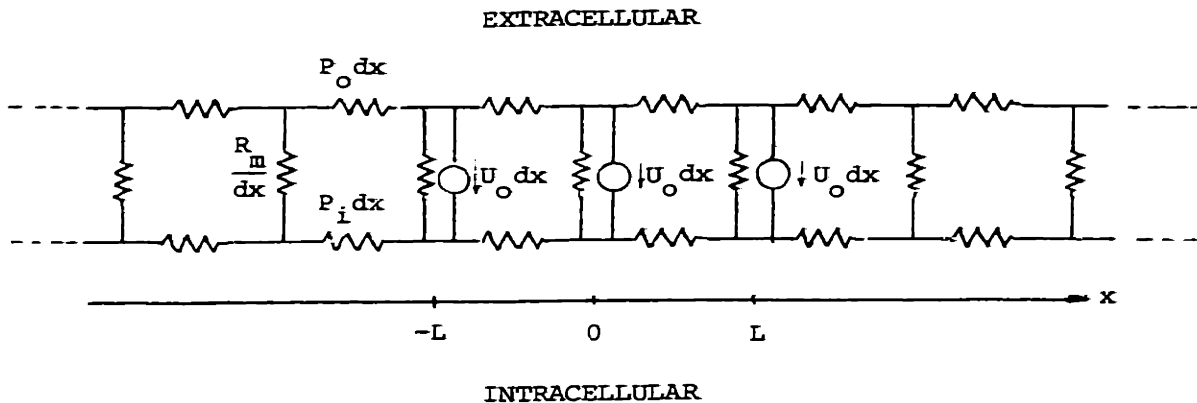 EXTRACELLULAR
P_o dx
R_m/dx
↓U_o dx
↓U_o dx
↓U_o dx
P_i dx
x
-L
0
L
INTRACELLULAR